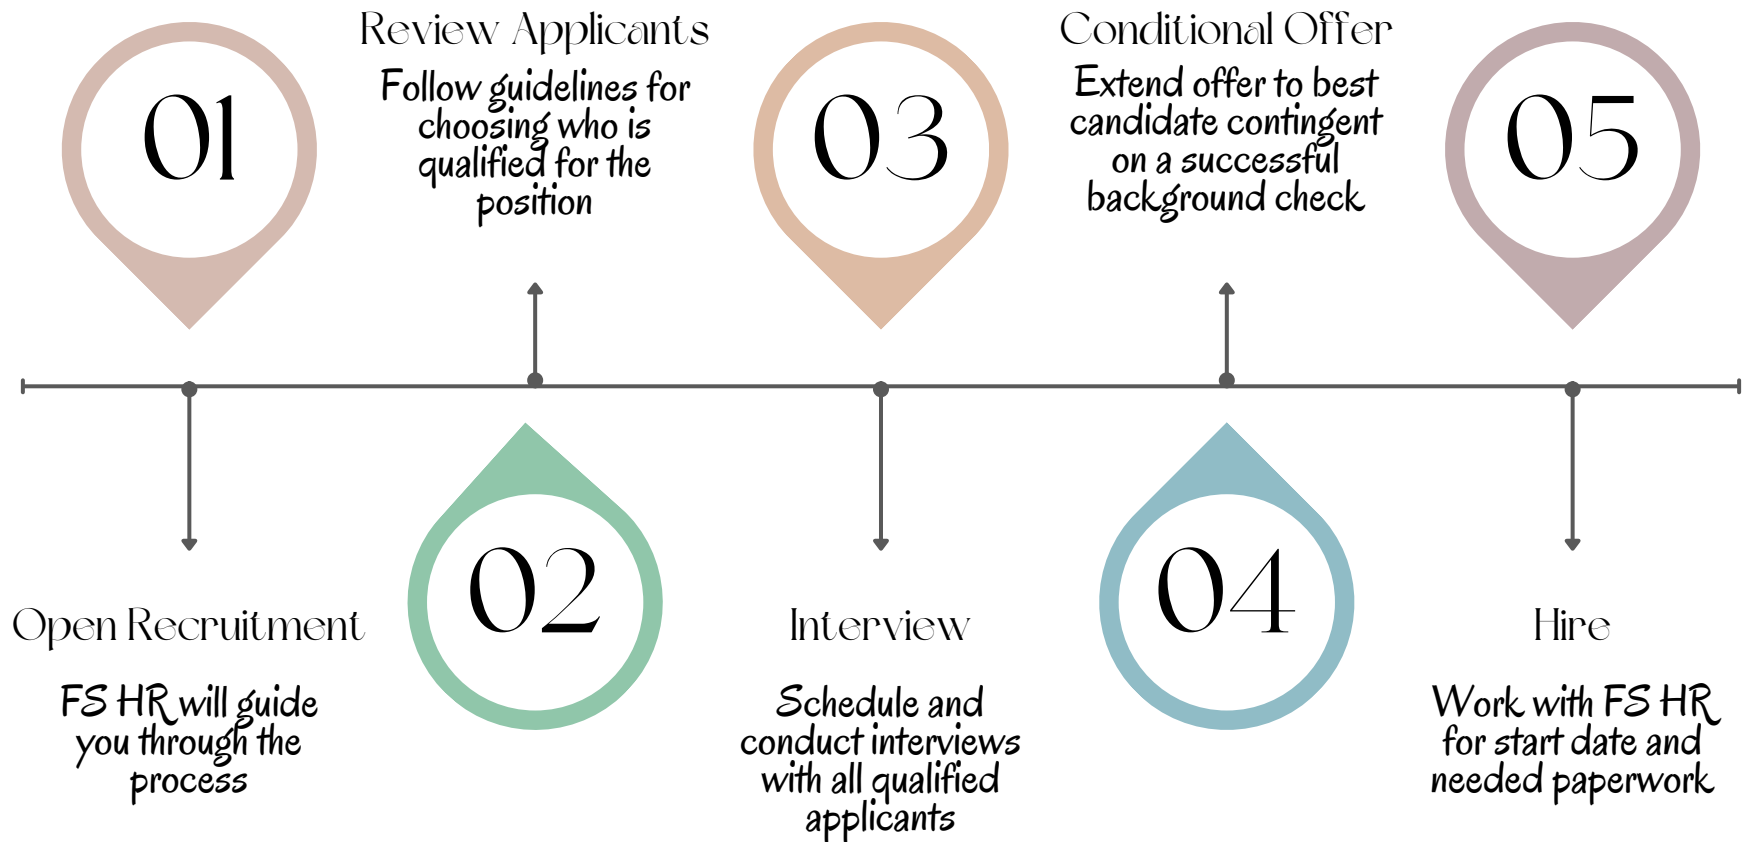 01
Open Recruitment
FS HR will guide
you through the
process
Review Applicants
Follow guidelines for
choosing who is
qualified for the
position
02
03
Interview
Schedule and
conduct interviews
with all qualified
applicants
Conditional Offer
Extend offer to best
candidate contingent
on a successful
background check
04
05
Hire
Work with FS HR
for start date and
needed paperwork